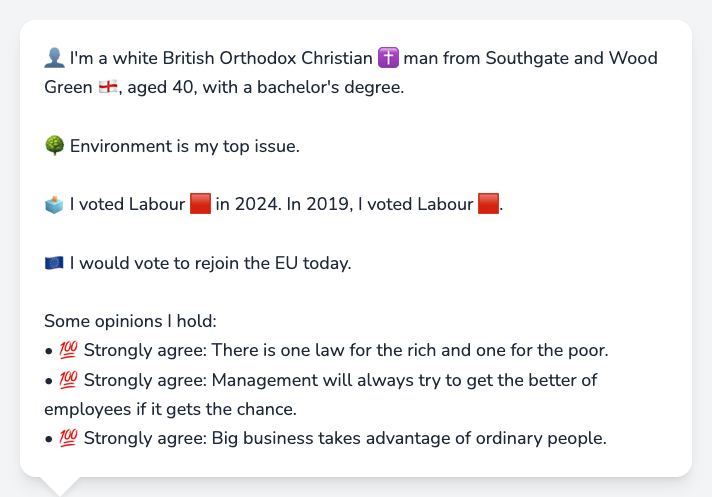 👤 I'm a white British Orthodox Christian ✝️ man from Southgate and Wood
Green 🏴󠁧󠁢󠁥󠁮󠁧󠁿, aged 40, with a bachelor's degree.
🌳 Environment is my top issue.
🗳️ I voted Labour 🟥 in 2024. In 2019, I voted Labour 🟥.
🇪🇺 I would vote to rejoin the EU today.
Some opinions I hold:
• 💯 Strongly agree: There is one law for the rich and one for the poor.
• 💯 Strongly agree: Management will always try to get the better of
employees if it gets the chance.
• 💯 Strongly agree: Big business takes advantage of ordinary people.